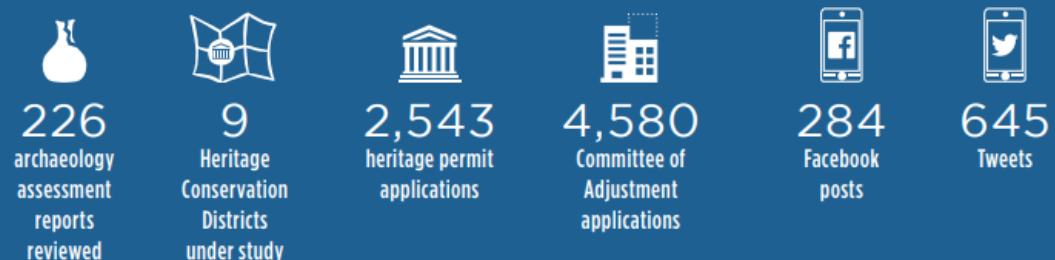 226
archaeology
assessment
reports
reviewed
9
Heritage
Conservation
Districts
under study
2,543
heritage permit
applications
4,580
Committee of
Adjustment
applications
f
284
Facebook
posts
645
Tweets